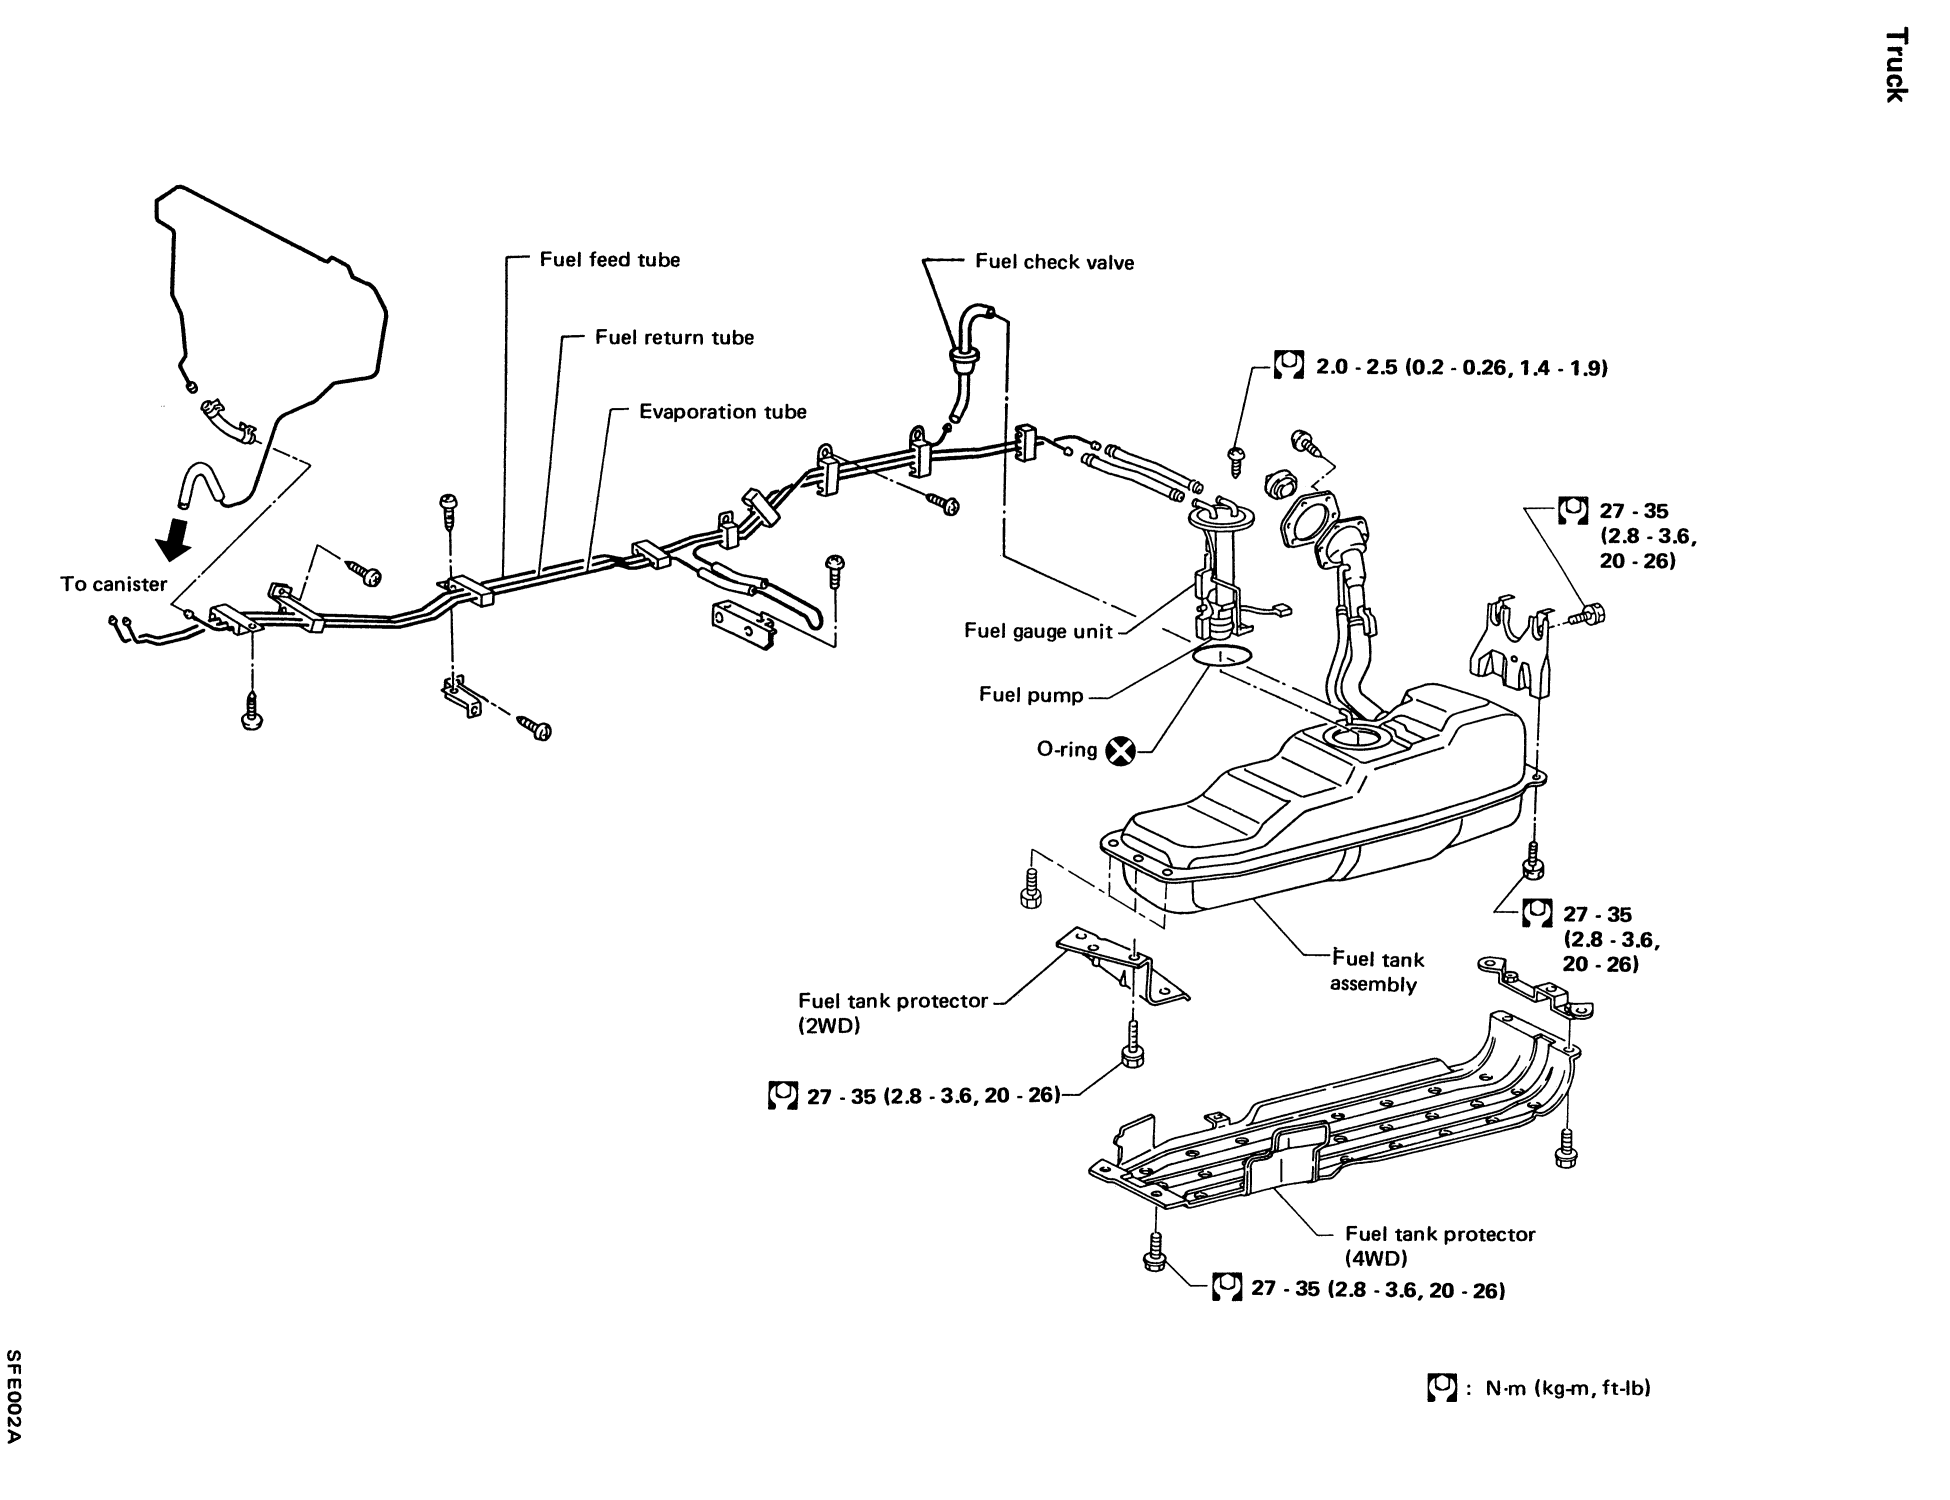 Truck
Fuel feed tube
Fuel check valve
Fuel return tube
2.0 - 2.5 (0.2 - 0.26, 1.4 - 1.9)
Evaporation tube
27 - 35
(2.8 - 3.6,
20 - 26)
To canister
Fuel gauge unit
Fuel pump
O-ring
27 - 35
(2.8 - 3.6,
20 - 26)
Fuel tank
assembly
Fuel tank protector
(2WD)
27 - 35 (2.8 - 3.6, 20 - 26)
Fuel tank protector
(4WD)
27 - 35 (2.8 - 3.6, 20 - 26)
: N·m (kg-m, ft-lb)
SFE002A